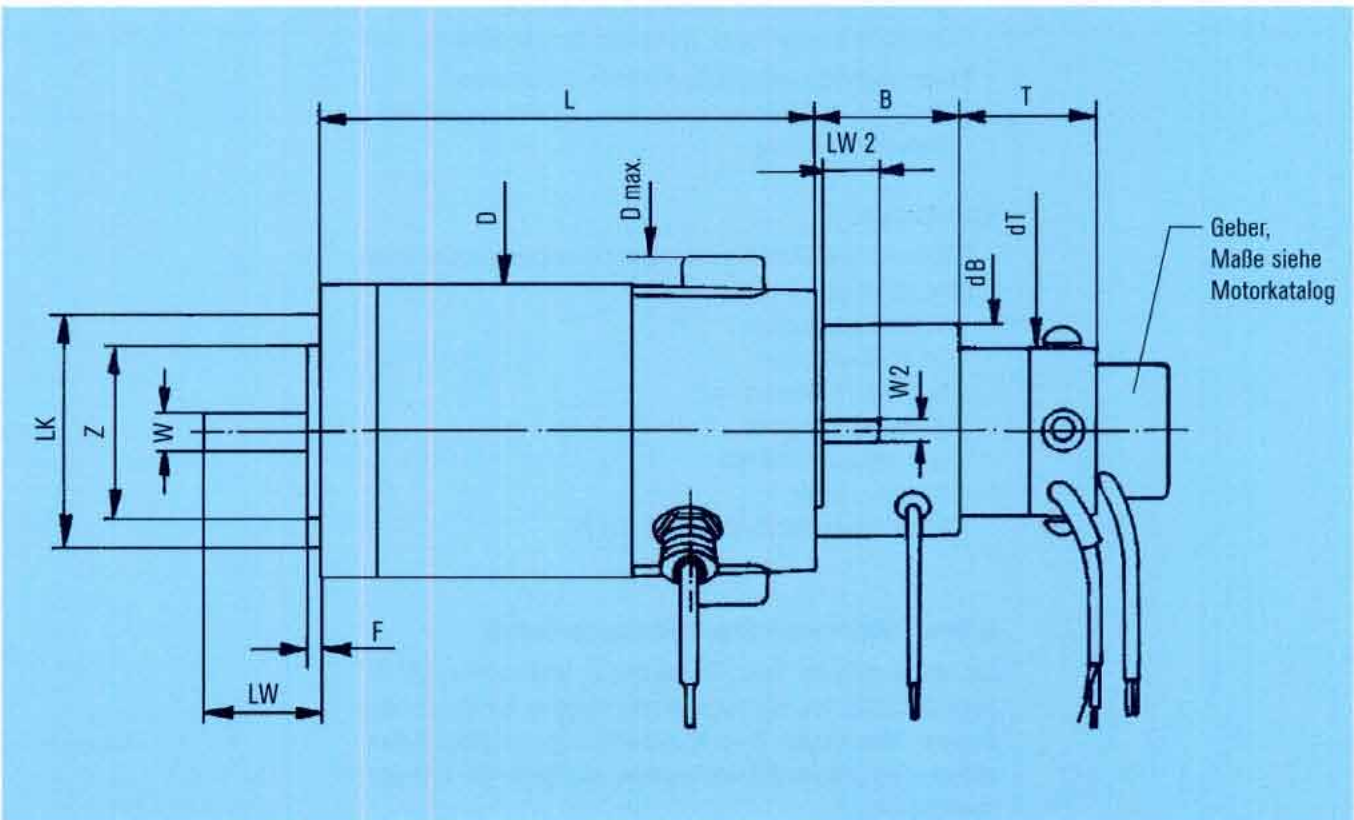 L
B
T
LW 2
D
D max.
dT
dB
Geber,
Maße siehe
Motorkatalog
LK
Z
W
W2
F
LW